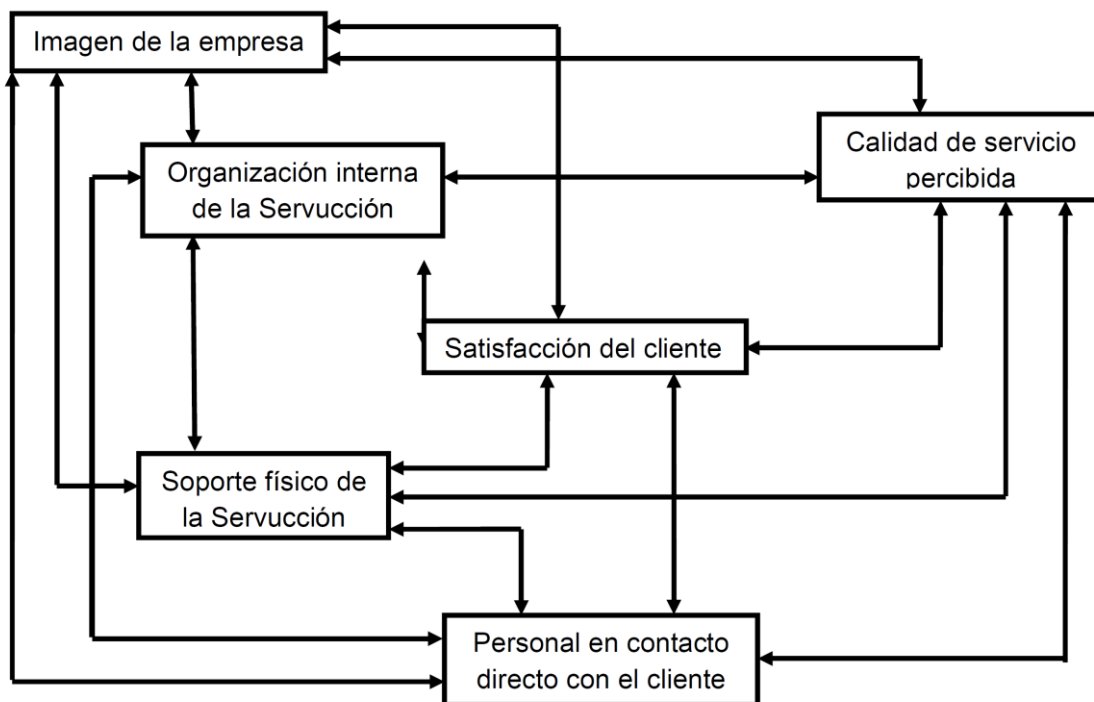 Imagen de la empresa
Calidad de servicio
percibida
Organización interna
de la Servucción
Satisfacción del cliente
Soporte físico de
la Servucción
Personal en contacto
directo con el cliente